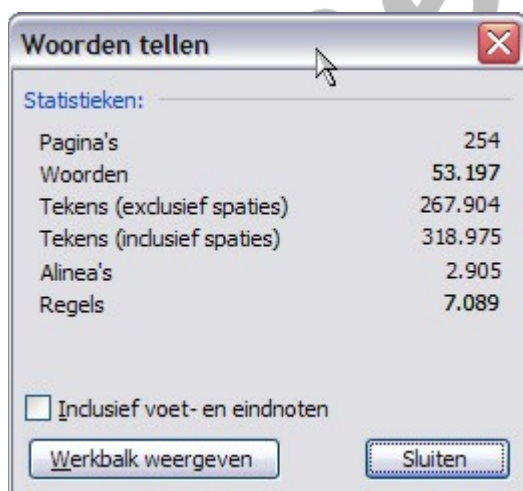 Woorden tellen
Statistieken:
Pagina's 254
Woorden 53.197
Tekens (exclusief spaties) 267.904
Tekens (inclusief spaties) 318.975
Alinea's 2.905
Regels 7.089
Inclusief voet- en eindnoten
Werkbalk weergeven Sluiten